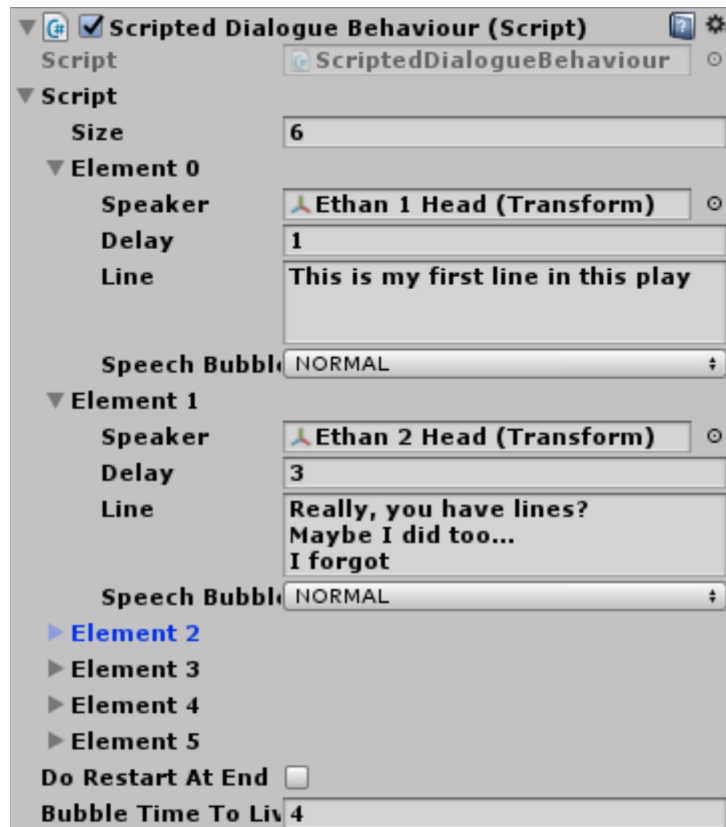 Scripted Dialogue Behaviour (Script)
Script ScriptedDialogueBehaviour
Script
Size 6
Element 0
Speaker Ethan 1 Head (Transform)
Delay 1
Line This is my first line in this play
Speech Bubbl NORMAL
Element 1
Speaker Ethan 2 Head (Transform)
Delay 3
Line Really, you have lines?
Maybe I did too...
I forgot
Speech Bubbl NORMAL
Element 2
Element 3
Element 4
Element 5
Do Restart At End
Bubble Time To Liv 4